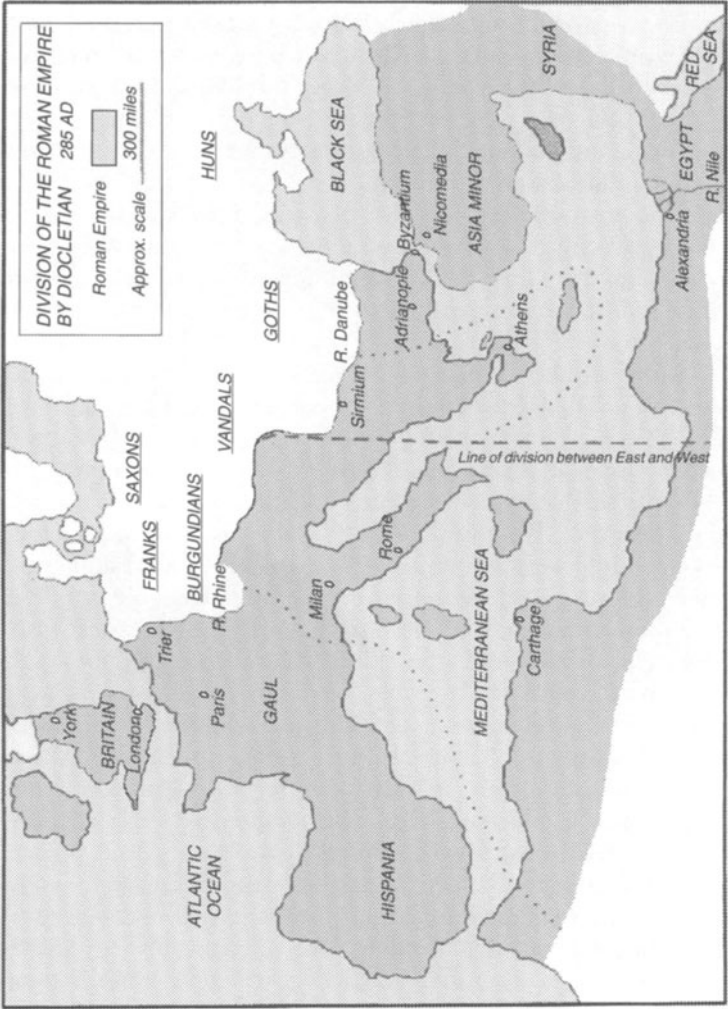 DIVISION OF THE ROMAN EMPIRE
BY DIOCLETIAN 285 AD
Roman Empire
Approx. scale 300 miles
SAXONS
FRANKS
BURGUNDIANS
VANDALS
GOTHS
HUNS
York
BRITAIN
London
Trier
R. Rhine
Paris
GAUL
ATLANTIC
OCEAN
HISPANIA
Milan
Rome
Sirmium
R. Danube
Adrianople
Byzantium
Nicomedia
BLACK SEA
ASIA MINOR
Athens
Line of division between East and West
MEDITERRANEAN SEA
Carthage
SYRIA
Alexandria
EGYPT
R. Nile
RED
SEA